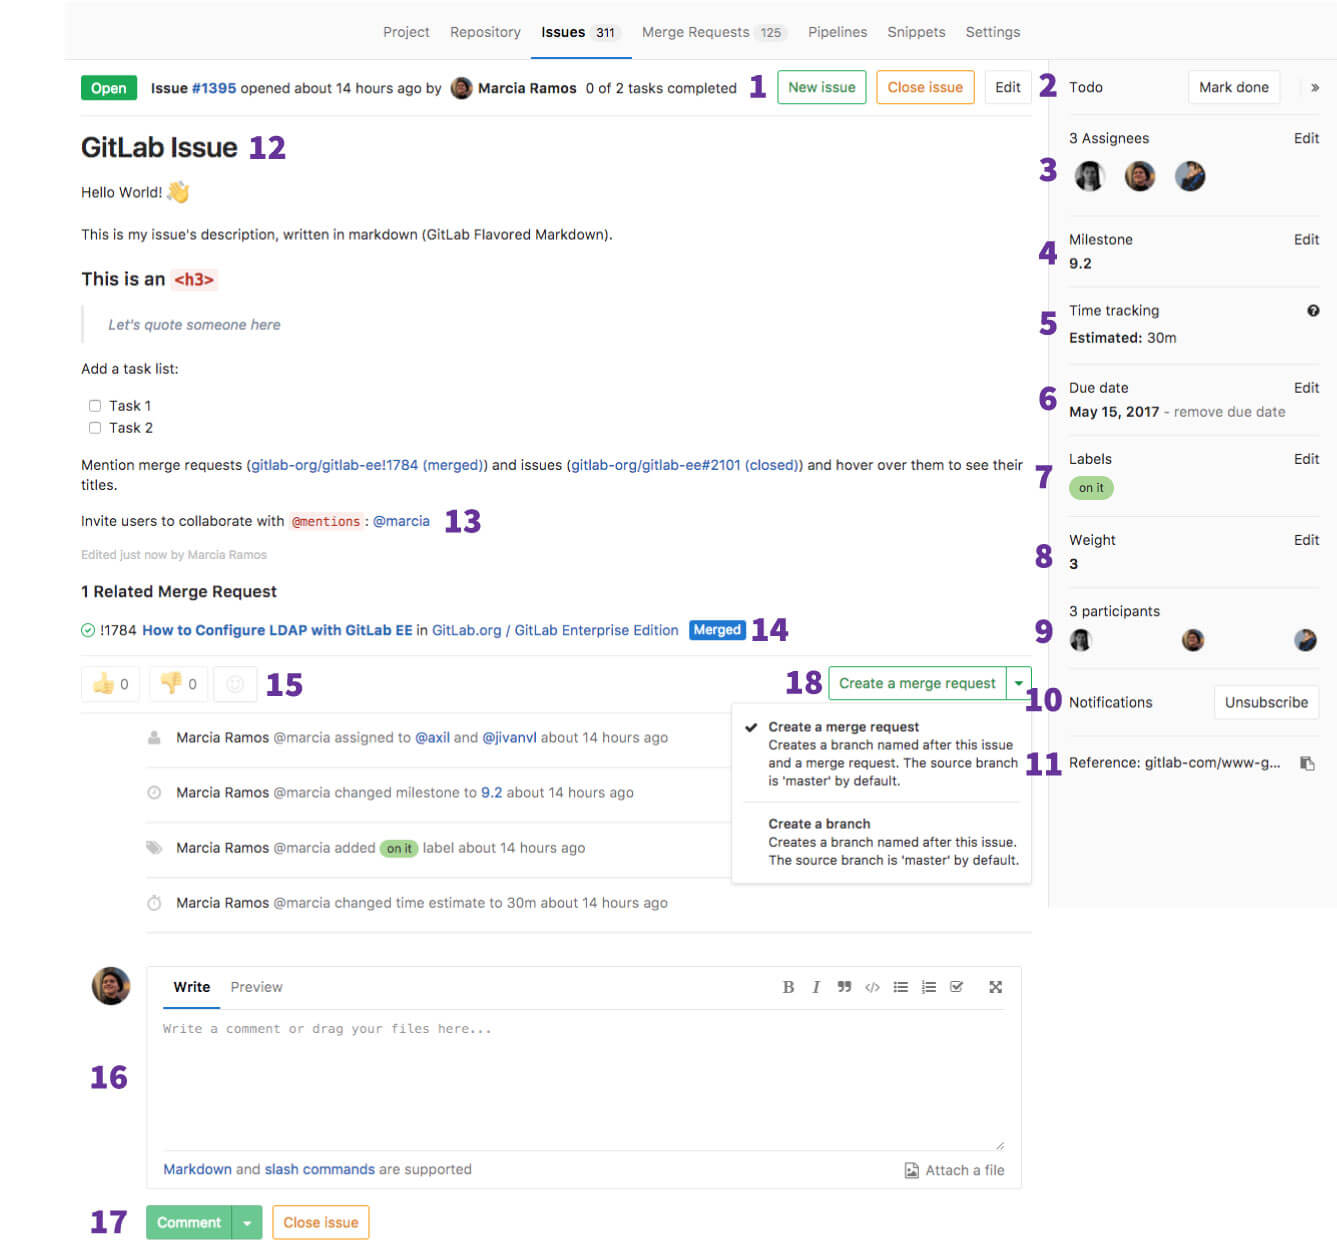 Project Repository Issues 311 Merge Requests 125 Pipelines Snippets Settings
Open Issue #1395 opened about 14 hours ago by Marcia Ramos 0 of 2 tasks completed 1 New issue Close issue Edit
GitLab Issue 12
Hello World!
This is my issue's description, written in markdown (GitLab Flavored Markdown).
This is an <h3>
Let's quote someone here
Add a task list:
Task 1
Task 2
Mention merge requests (gitlab-org/gitlab-ee!1784 (merged)) and issues (gitlab-org/gitlab-ee#2101 (closed)) and hover over them to see their
titles.
Invite users to collaborate with @mentions : @marcia 13
Edited just now by Marcia Ramos
1 Related Merge Request
!1784 How to Configure LDAP with GitLab EE in GitLab.org / GitLab Enterprise Edition Merged 14
0 0 15 18 Create a merge request
Create a merge request
Creates a branch named after this issue
and a merge request. The source branch
is 'master' by default.
Create a branch
Creates a branch named after this issue.
The source branch is 'master' by default.
Marcia Ramos @marcia assigned to @axil and @jivanvl about 14 hours ago
Marcia Ramos @marcia changed milestone to 9.2 about 14 hours ago
Marcia Ramos @marcia added on it label about 14 hours ago
Marcia Ramos @marcia changed time estimate to 30m about 14 hours ago
Write Preview B I
Write a comment or drag your files here...
16
Markdown and slash commands are supported Attach a file
17 Comment Close issue
2 Todo Mark done »
3 Assignees Edit
3
Milestone Edit
4
9.2
Time tracking
5
Estimated: 30m
Due date Edit
6
May 15, 2017 - remove due date
Labels Edit
7
on it
Weight Edit
8
3
3 participants
9
10 Notifications Unsubscribe
11 Reference: gitlab-com/www-g...